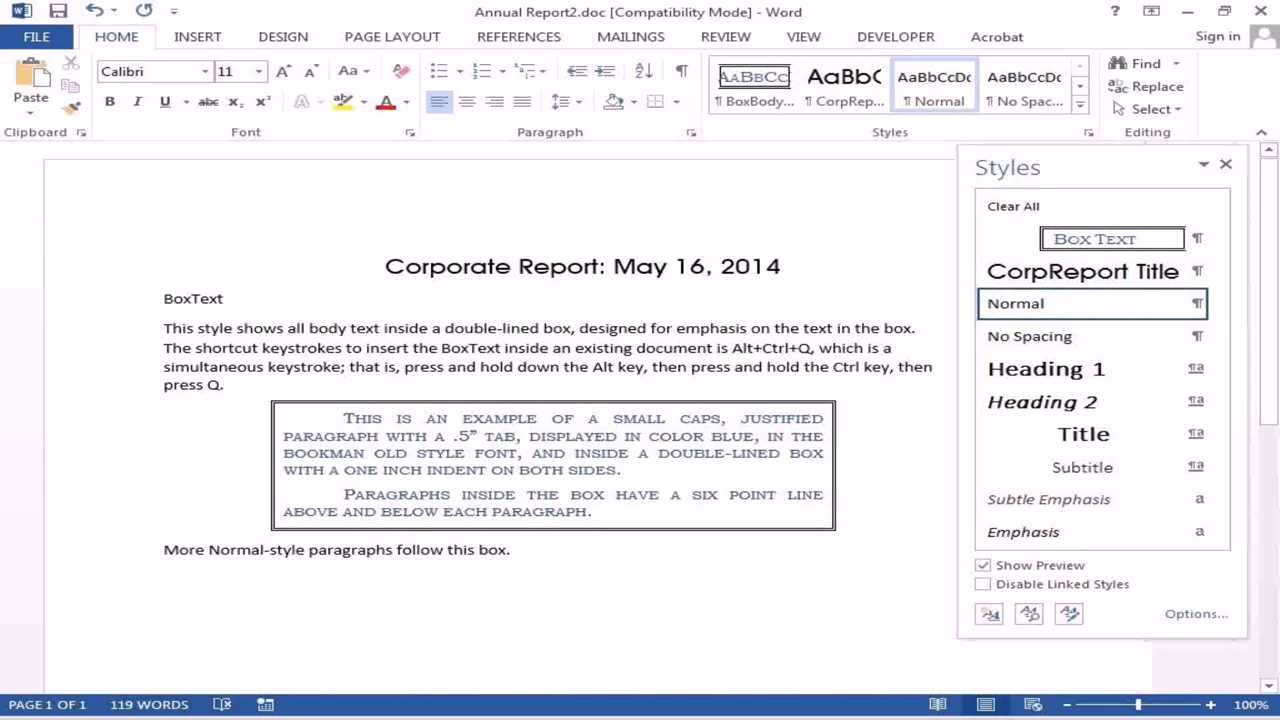 Annual Report2.doc [Compatibility Mode] - Word
FILE HOME INSERT DESIGN PAGE LAYOUT REFERENCES MAILINGS REVIEW VIEW DEVELOPER Acrobat Sign in
Paste
Clipboard
Calibri 11
Aa
B I U abc x₂ x²
Font
Paragraph
AaBbCc AaBbC AaBbCcDc AaBbCcDc
¶ BoxBody... ¶ CorpRep... ¶ Normal ¶ No Spac...
Styles
Find
Replace
Select
Editing
Corporate Report: May 16, 2014
BoxText
This style shows all body text inside a double-lined box, designed for emphasis on the text in the box.
The shortcut keystrokes to insert the BoxText inside an existing document is Alt+Ctrl+Q, which is a
simultaneous keystroke; that is, press and hold down the Alt key, then press and hold the Ctrl key, then
press Q.
THIS IS AN EXAMPLE OF A SMALL CAPS, JUSTIFIED
PARAGRAPH WITH A .5” TAB, DISPLAYED IN COLOR BLUE, IN THE
BOOKMAN OLD STYLE FONT, AND INSIDE A DOUBLE-LINED BOX
WITH A ONE INCH INDENT ON BOTH SIDES.
PARAGRAPHS INSIDE THE BOX HAVE A SIX POINT LINE
ABOVE AND BELOW EACH PARAGRAPH.
More Normal-style paragraphs follow this box.
Styles
Clear All
BOX TEXT ¶
CorpReport Title ¶
Normal ¶
No Spacing ¶
Heading 1 ¶a
Heading 2 ¶a
Title ¶a
Subtitle ¶a
Subtle Emphasis a
Emphasis a
Show Preview
Disable Linked Styles
Options...
PAGE 1 OF 1 119 WORDS 100%